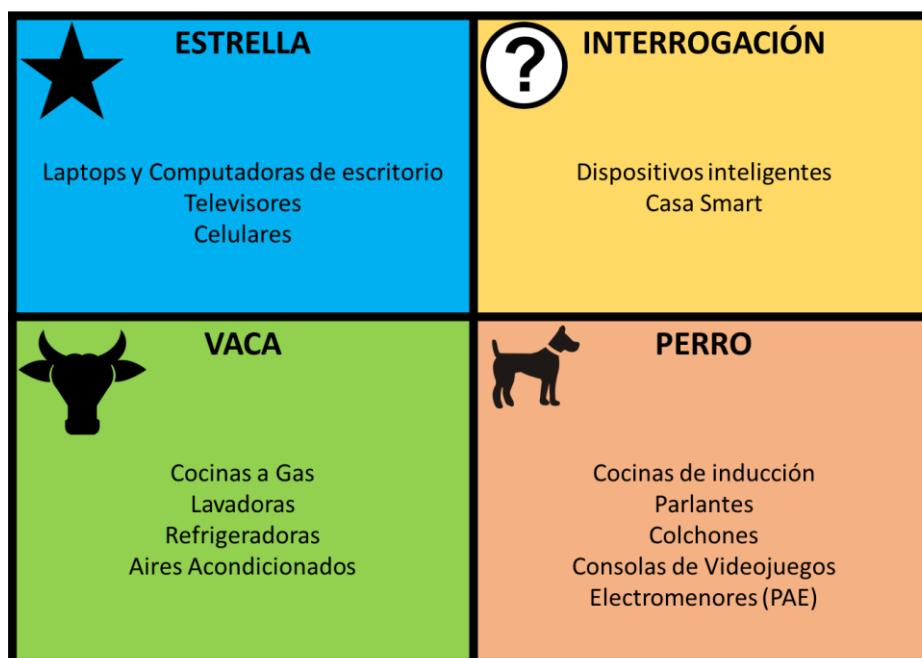 ESTRELLA
Laptops y Computadoras de escritorio
Televisores
Celulares
?
INTERROGACIÓN
Dispositivos inteligentes
Casa Smart
VACA
Cocinas a Gas
Lavadoras
Refrigeradoras
Aires Acondicionados
PERRO
Cocinas de inducción
Parlantes
Colchones
Consolas de Videojuegos
Electromenores (PAE)